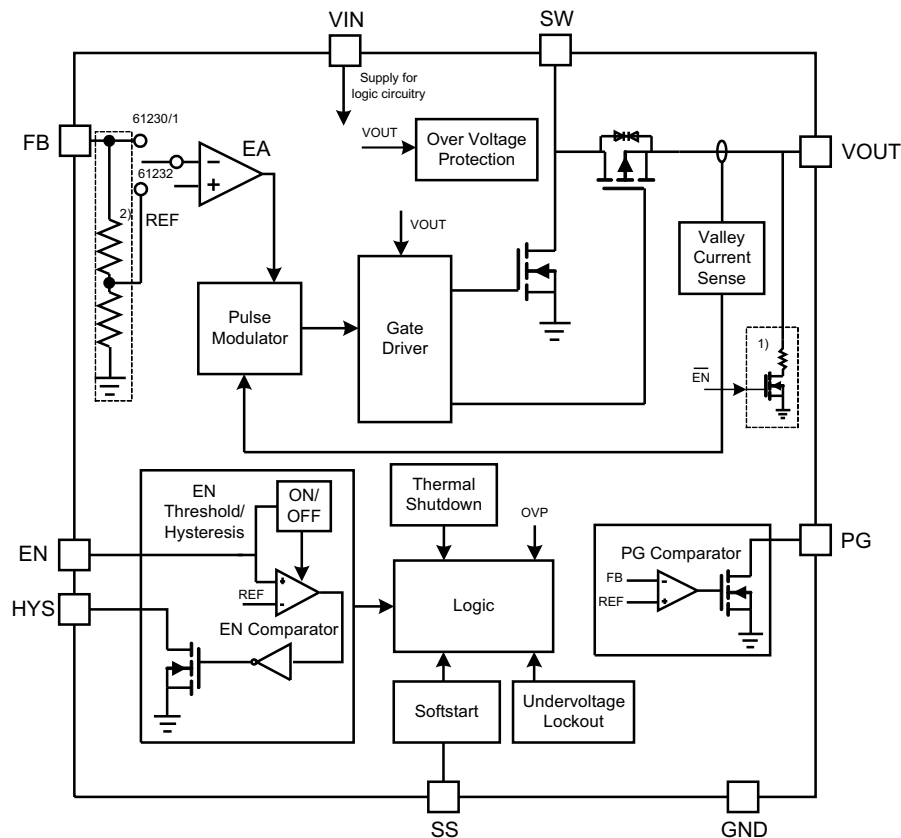 VIN
SW
Supply for
logic circuitry
61230/1
FB
EA
VOUT
Over Voltage
Protection
VOUT
–
+
61232
2)
REF
VOUT
Valley
Current
Sense
Pulse
Modulator
Gate
Driver
1)
EN
EN
Threshold/
Hysteresis
ON/
OFF
Thermal
Shutdown
OVP
EN
PG
PG Comparator
FB
-
REF
+
+
REF
-
Logic
HYS
EN Comparator
Softstart
Undervoltage
Lockout
SS
GND